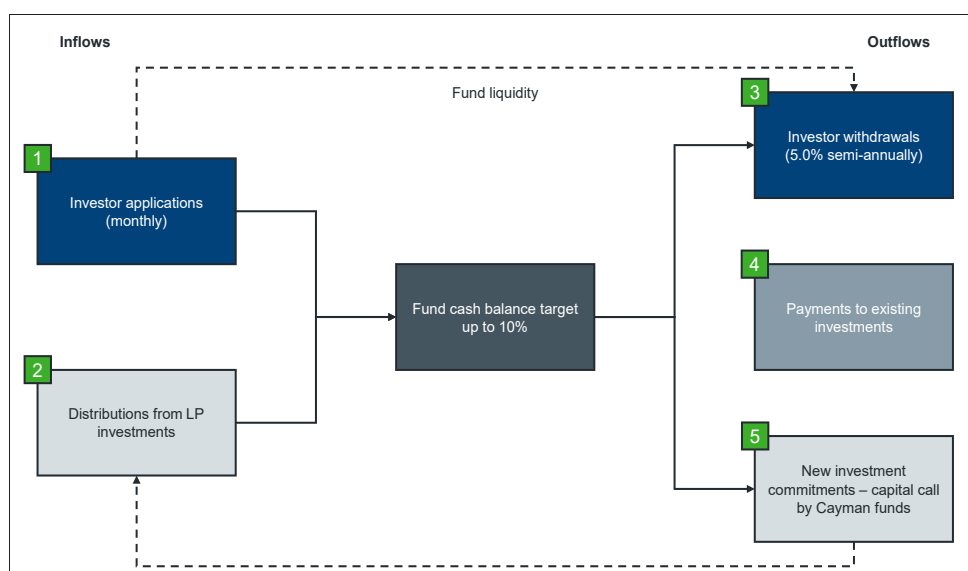 Inflows
Outflows
Fund liquidity
1
Investor applications
(monthly)
2
Distributions from LP
investments
Fund cash balance target
up to 10%
3
Investor withdrawals
(5.0% semi-annually)
4
Payments to existing
investments
5
New investment
commitments – capital call
by Cayman funds